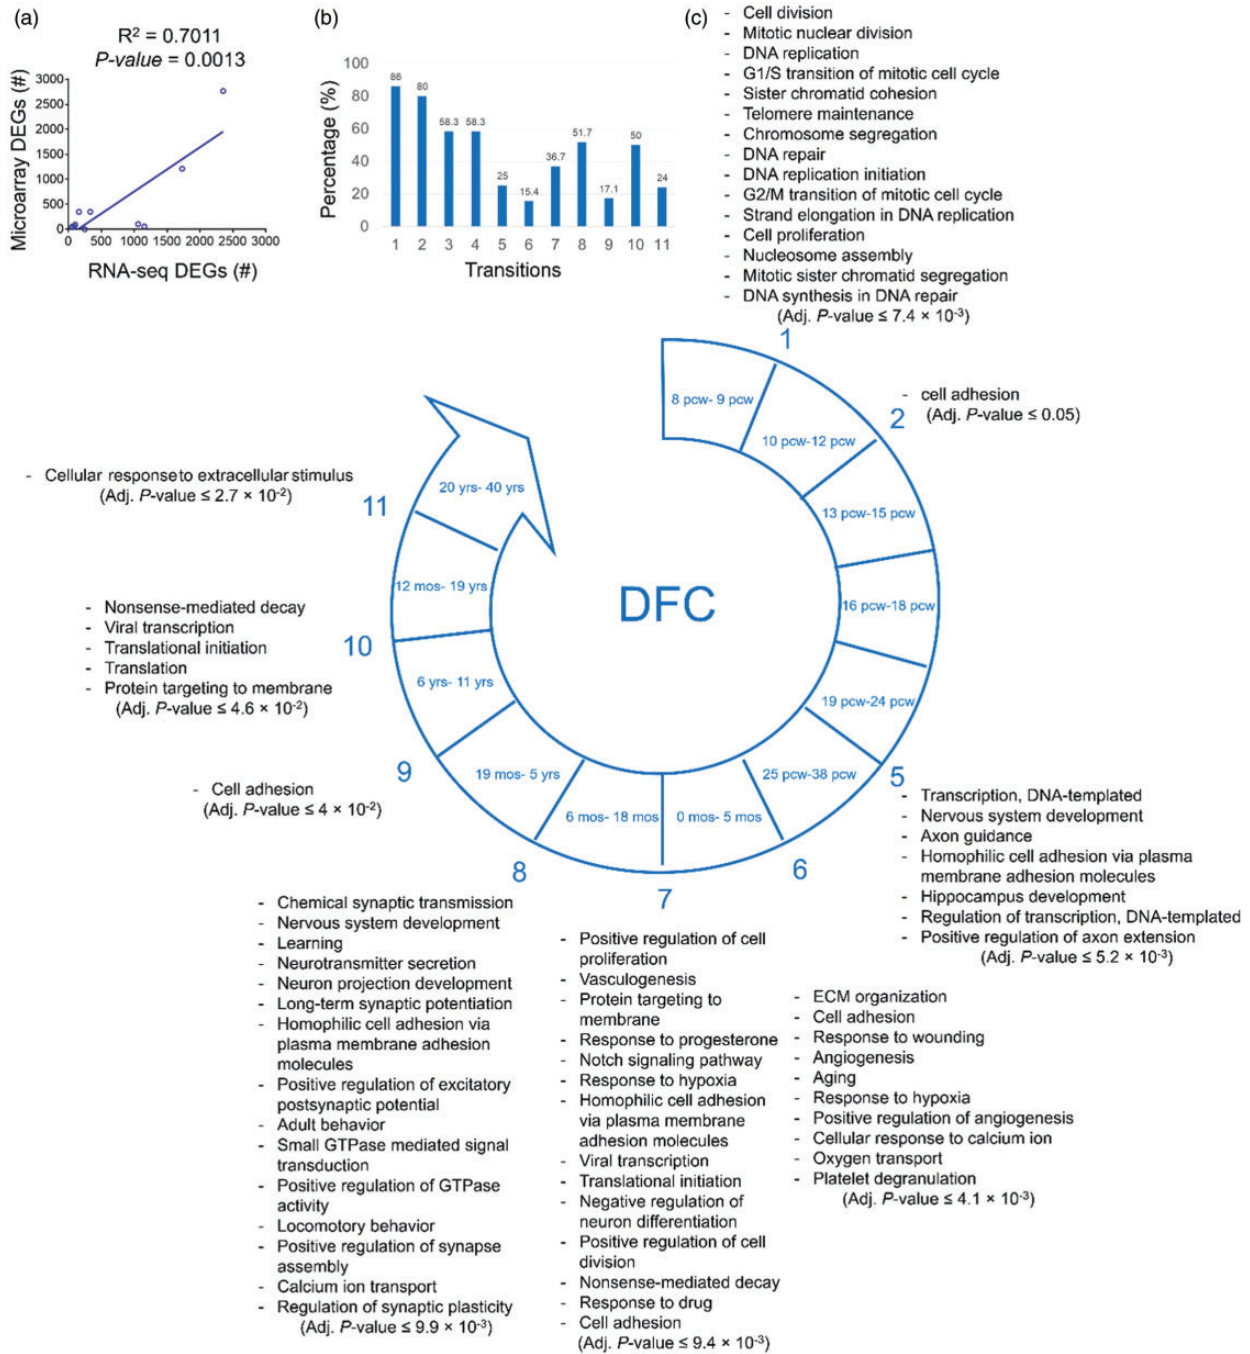 (a)
R² = 0.7011
P-value = 0.0013
Microarray DEGs (#)
3000
2500
2000
1500
1000
500
0
0 500 1000 1500 2000 2500 3000
RNA-seq DEGs (#)
(b)
Percentage (%)
100
80
60
40
20
0
86
80
58.3
58.3
25
15.4
36.7
51.7
17.1
50
24
1 2 3 4 5 6 7 8 9 10 11
Transitions
(c)
- Cell division
- Mitotic nuclear division
- DNA replication
- G1/S transition of mitotic cell cycle
- Sister chromatid cohesion
- Telomere maintenance
- Chromosome segregation
- DNA repair
- DNA replication initiation
- G2/M transition of mitotic cell cycle
- Strand elongation in DNA replication
- Cell proliferation
- Nucleosome assembly
- Mitotic sister chromatid segregation
- DNA synthesis in DNA repair
(Adj. P-value ≤ 7.4 × 10⁻³)
1
2
- cell adhesion
(Adj. P-value ≤ 0.05)
8 pcw- 9 pcw
10 pcw-12 pcw
13 pcw-15 pcw
16 pcw-18 pcw
19 pcw-24 pcw
25 pcw-38 pcw
0 mos- 5 mos
6 mos- 18 mos
19 mos- 5 yrs
6 yrs- 11 yrs
12 mos- 19 yrs
20 yrs- 40 yrs
DFC
5
- Transcription, DNA-templated
- Nervous system development
- Axon guidance
- Homophilic cell adhesion via plasma
membrane adhesion molecules
- Hippocampus development
- Regulation of transcription, DNA-templated
- Positive regulation of axon extension
(Adj. P-value ≤ 5.2 × 10⁻³)
6
- ECM organization
- Cell adhesion
- Response to wounding
- Angiogenesis
- Aging
- Response to hypoxia
- Positive regulation of angiogenesis
- Cellular response to calcium ion
- Oxygen transport
- Platelet degranulation
(Adj. P-value ≤ 4.1 × 10⁻³)
7
- Positive regulation of cell
proliferation
- Vasculogenesis
- Protein targeting to
membrane
- Response to progesterone
- Notch signaling pathway
- Response to hypoxia
- Homophilic cell adhesion
via plasma membrane
adhesion molecules
- Viral transcription
- Translational initiation
- Negative regulation of
neuron differentiation
- Positive regulation of cell
division
- Nonsense-mediated decay
- Response to drug
- Cell adhesion
(Adj. P-value ≤ 9.4 × 10⁻³)
8
- Chemical synaptic transmission
- Nervous system development
- Learning
- Neurotransmitter secretion
- Neuron projection development
- Long-term synaptic potentiation
- Homophilic cell adhesion via
plasma membrane adhesion
molecules
- Positive regulation of excitatory
postsynaptic potential
- Adult behavior
- Small GTPase mediated signal
transduction
- Positive regulation of GTPase
activity
- Locomotory behavior
- Positive regulation of synapse
assembly
- Calcium ion transport
- Regulation of synaptic plasticity
(Adj. P-value ≤ 9.9 × 10⁻³)
9
- Cell adhesion
(Adj. P-value ≤ 4 × 10⁻²)
10
- Nonsense-mediated decay
- Viral transcription
- Translational initiation
- Translation
- Protein targeting to membrane
(Adj. P-value ≤ 4.6 × 10⁻²)
11
- Cellular response to extracellular stimulus
(Adj. P-value ≤ 2.7 × 10⁻²)